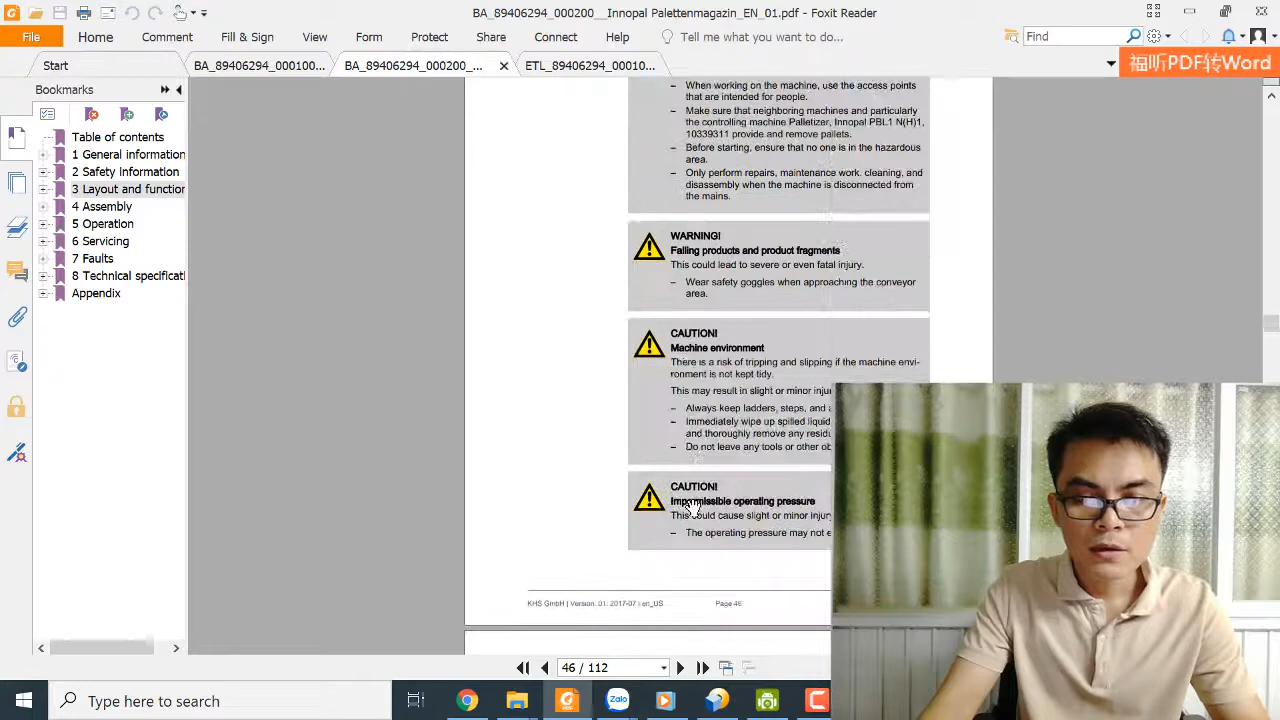 BA_89406294_000200__Innopal Palettenmagazin_EN_01.pdf - Foxit Reader
File Home Comment Fill & Sign View Form Protect Share Connect Help Tell me what you want to do... Find
Start BA_89406294_000100... BA_89406294_000200_... ETL_89406294_00010...
福昕PDF转Word
Bookmarks
Table of contents
1 General information
2 Safety information
3 Layout and function
4 Assembly
5 Operation
6 Servicing
7 Faults
8 Technical specificat
Appendix
– When working on the machine, use the access points
that are intended for people.
– Make sure that neighboring machines and particularly
the controlling machine Palletizer, Innopal PBL1 N(H)1,
10339311 provide and remove pallets.
– Before starting, ensure that no one is in the hazardous
area.
– Only perform repairs, maintenance work. cleaning, and
disassembly when the machine is disconnected from
the mains.
WARNING!
Falling products and product fragments
This could lead to severe or even fatal injury.
– Wear safety goggles when approaching the conveyor
area.
CAUTION!
Machine environment
There is a risk of tripping and slipping if the machine envi-
ronment is not kept tidy.
This may result in slight or minor inju
– Always keep ladders, steps, and
– Immediately wipe up spilled liquid
and thoroughly remove any resid
– Do not leave any tools or other ob
CAUTION!
Impermissible operating pressure
This could cause slight or minor injur
– The operating pressure may not e
KHS GmbH | Version: 01: 2017-07 | en_US Page 46
46 / 112
Type here to search
Zalo